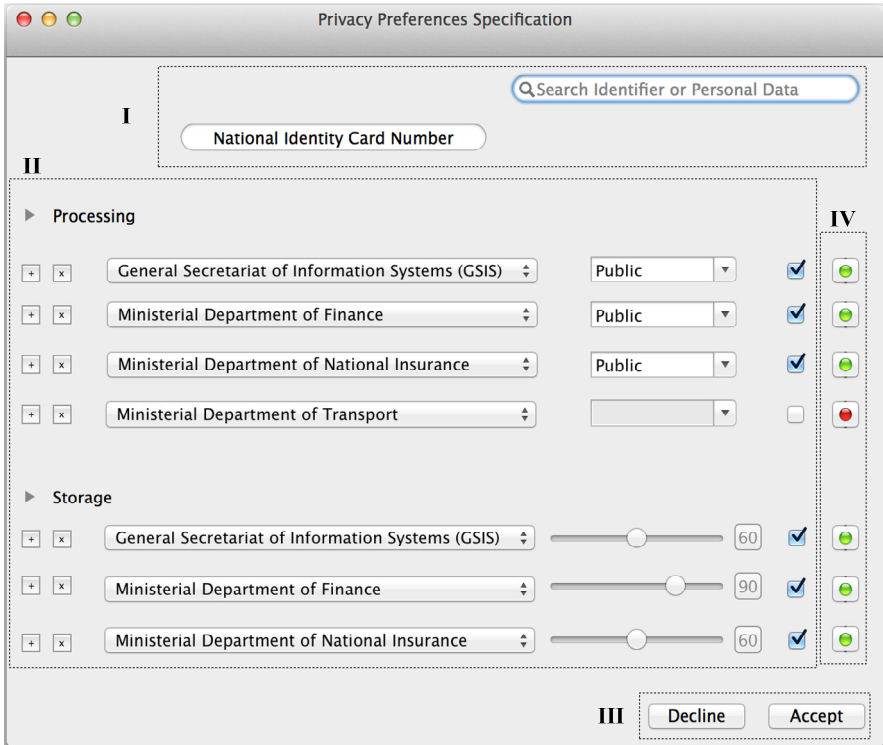 Privacy Preferences Specification
I
Search Identifier or Personal Data
National Identity Card Number
II
Processing
IV
+ x General Secretariat of Information Systems (GSIS) Public
+ x Ministerial Department of Finance Public
+ x Ministerial Department of National Insurance Public
+ x Ministerial Department of Transport
Storage
+ x General Secretariat of Information Systems (GSIS) 60
+ x Ministerial Department of Finance 90
+ x Ministerial Department of National Insurance 60
III Decline Accept